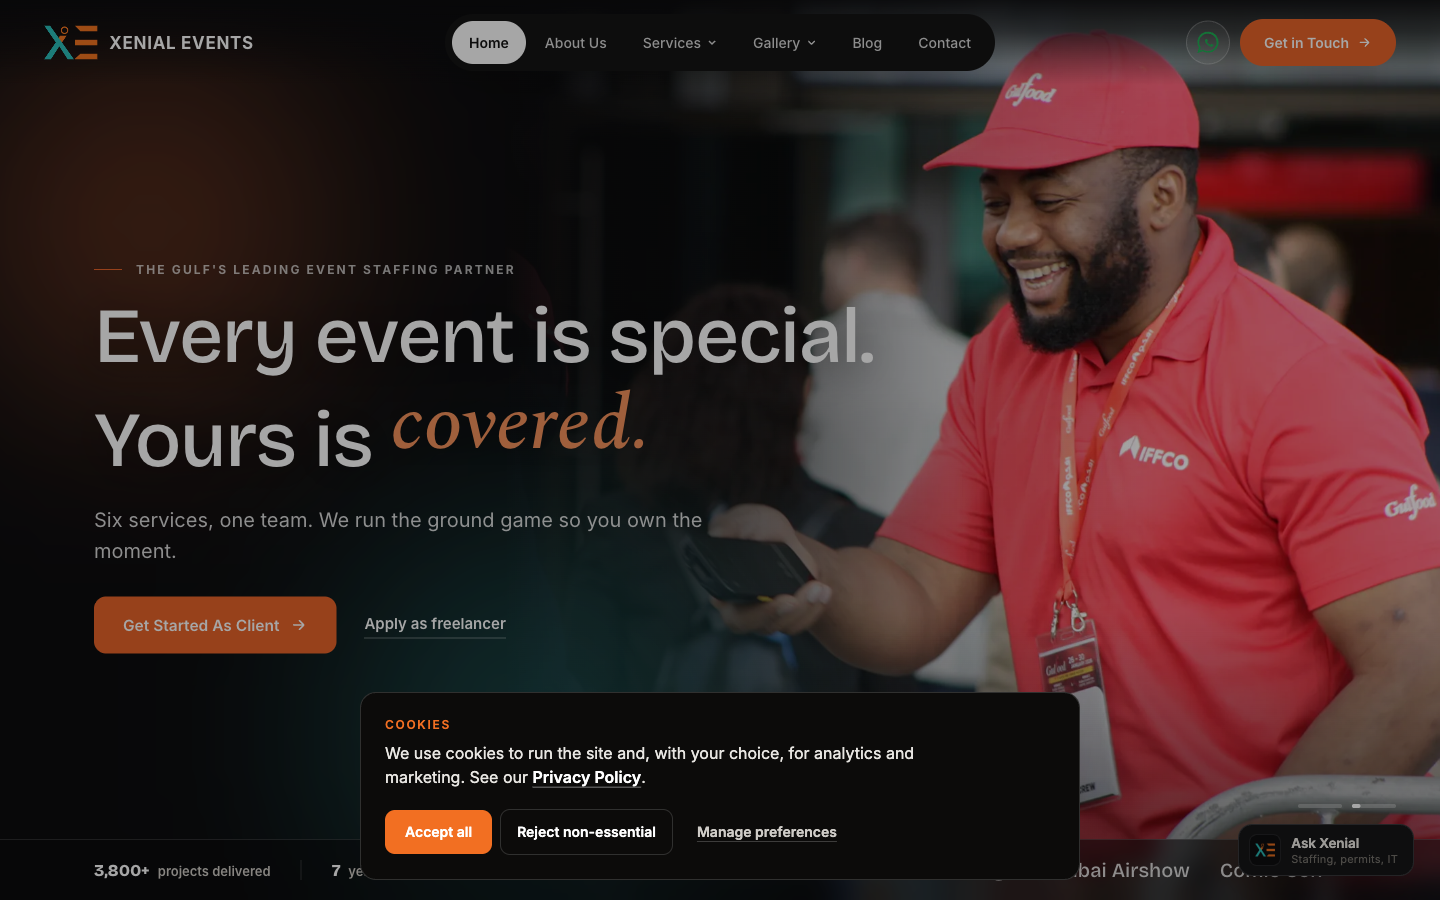 XENIAL EVENTS
Home
About Us
Services
Gallery
Blog
Contact
Get in Touch
Gulfood
THE GULF'S LEADING EVENT STAFFING PARTNER
Every event is special.
Yours is covered.
IFFCO
Gulfood
Six services, one team. We run the ground game so you own the
moment.
Get Started As Client
Apply as freelancer
COOKIES
We use cookies to run the site and, with your choice, for analytics and
marketing. See our Privacy Policy.
Accept all
Reject non-essential
Manage preferences
Ask Xenial
Staffing, permits, IT
3,800+ projects delivered
7
Airshow